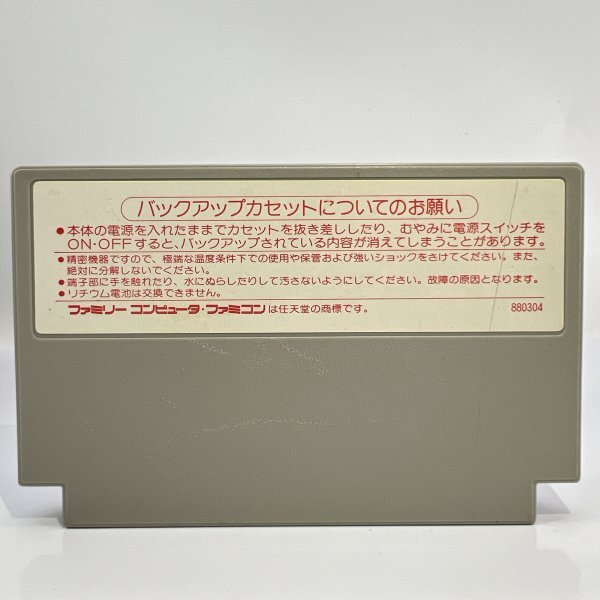 バックアップカセットについてのお願い
●本体の電源を入れたままでカセットを抜き差ししたり、むやみに電源スイッチを
ON・OFFすると、バックアップされている内容が消えてしまうことがあります。
●精密機器ですので、極端な温度条件下での使用や保管および強いショックをさけてください。また、
絶対に分解しないでください。
●端子部に手を触れたり、水にぬらしたりして汚さないようにしてください。故障の原因となります。
●リチウム電池は交換できません。
ファミリーコンピュータ・ファミコンは任天堂の商標です。 880304